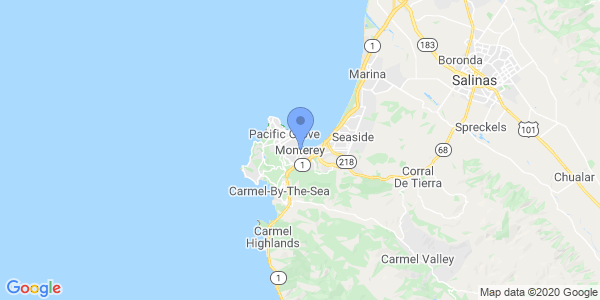 1
183
Boronda
Marina
Salinas
1
Pacific Grove
Seaside
Spreckels
101
Monterey
68
1
218
Corral
De Tierra
Chualar
Carmel-By-The-Sea
Carmel
Highlands
Carmel Valley
1
Google
Map data ©2020 Google